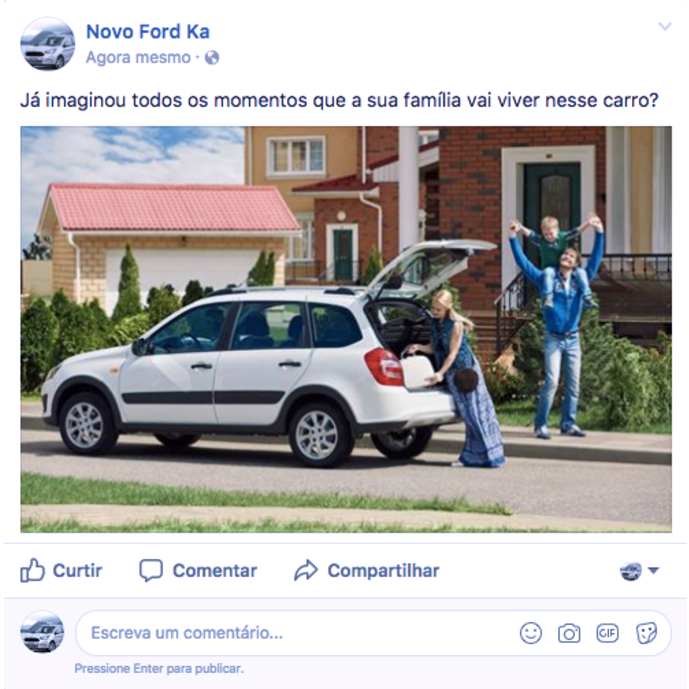 Novo Ford Ka
Agora mesmo ·
Já imaginou todos os momentos que a sua família vai viver nesse carro?
Curtir Comentar Compartilhar
Escreva um comentário... GIF
Pressione Enter para publicar.